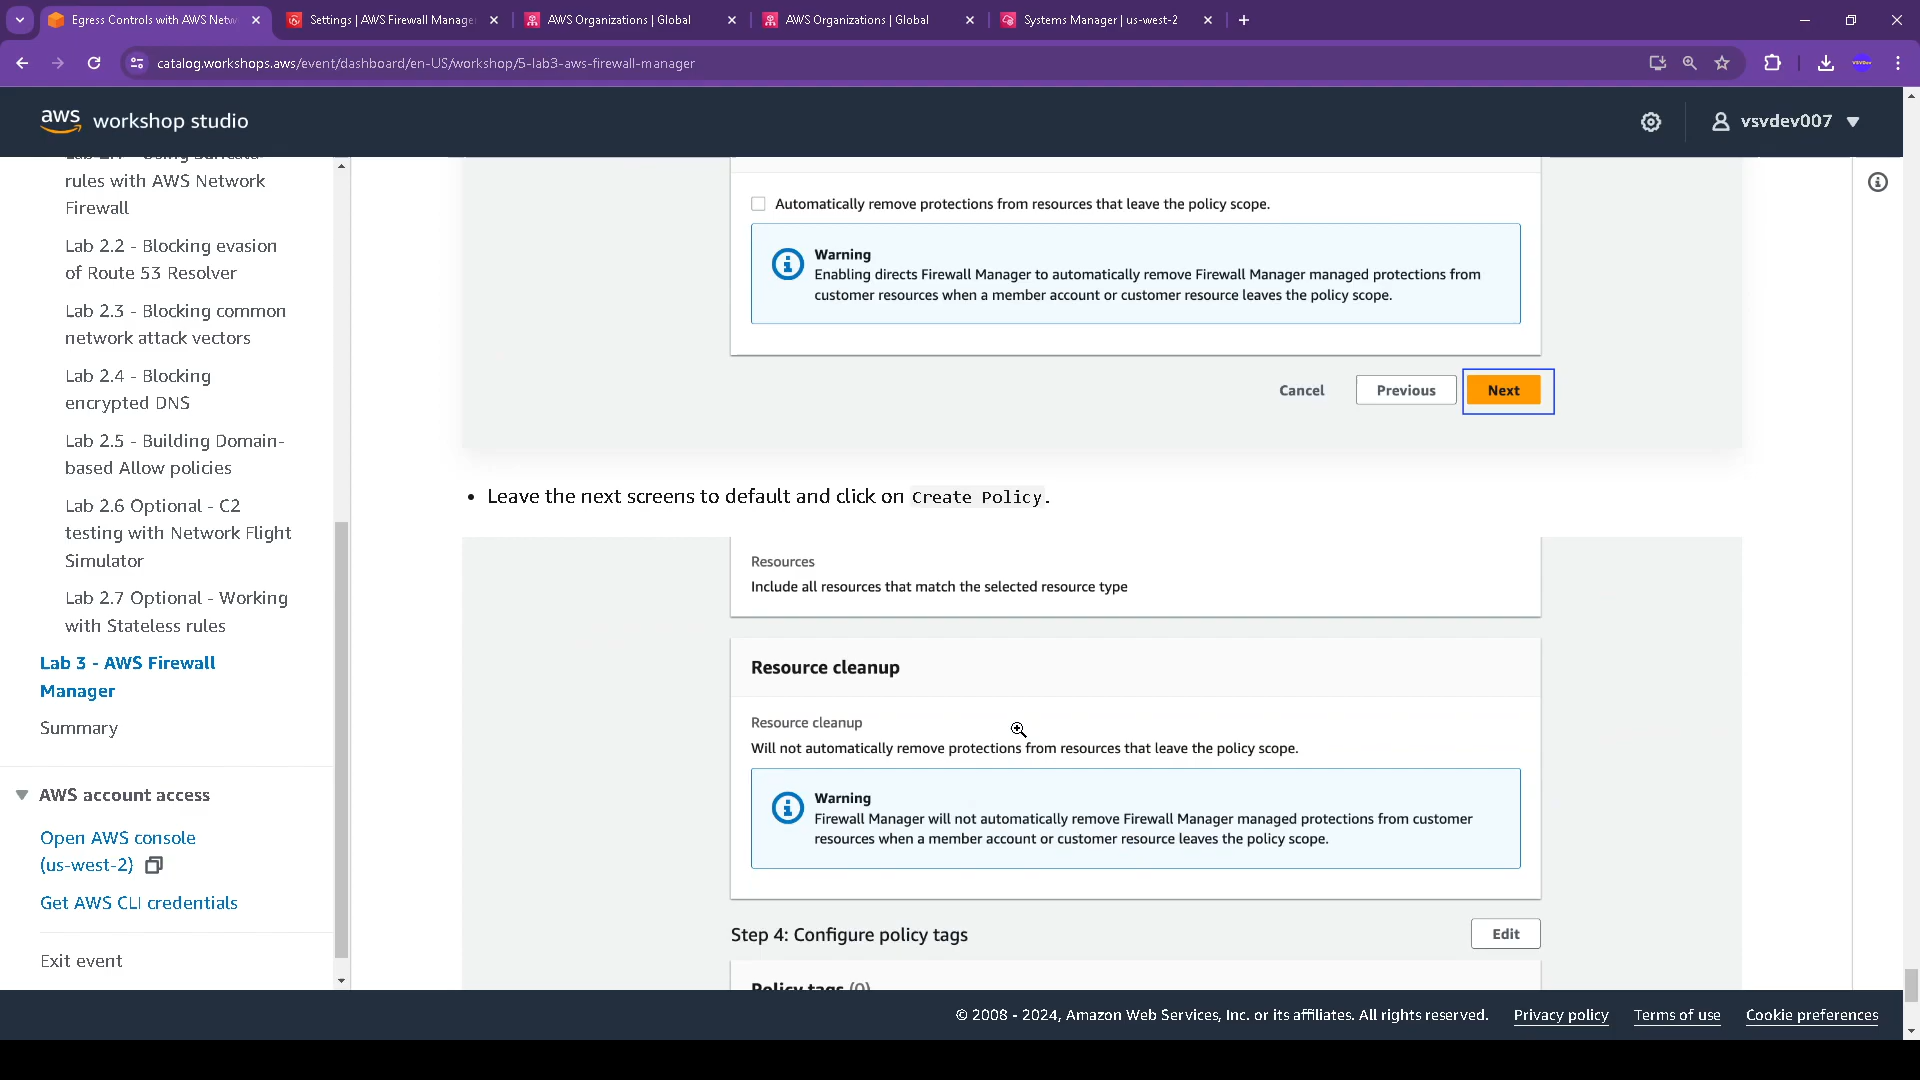 Egress Controls with AWS Netw
Settings | AWS Firewall Manage
AWS Organizations | Global
AWS Organizations | Global
Systems Manager | us-west-2
catalog.workshops.aws/event/dashboard/en-US/workshop/5-lab3-aws-firewall-manager
aws workshop studio
vsvdev007
rules with AWS Network
Firewall
Lab 2.2 - Blocking evasion
of Route 53 Resolver
Lab 2.3 - Blocking common
network attack vectors
Lab 2.4 - Blocking
encrypted DNS
Lab 2.5 - Building Domain-
based Allow policies
Lab 2.6 Optional - C2
testing with Network Flight
Simulator
Lab 2.7 Optional - Working
with Stateless rules
Lab 3 - AWS Firewall
Manager
Summary
AWS account access
Open AWS console
(us-west-2)
Get AWS CLI credentials
Exit event
Automatically remove protections from resources that leave the policy scope.
Warning
Enabling directs Firewall Manager to automatically remove Firewall Manager managed protections from
customer resources when a member account or customer resource leaves the policy scope.
Cancel
Previous
Next
• Leave the next screens to default and click on Create Policy.
Resources
Include all resources that match the selected resource type
Resource cleanup
Resource cleanup
Will not automatically remove protections from resources that leave the policy scope.
Warning
Firewall Manager will not automatically remove Firewall Manager managed protections from customer
resources when a member account or customer resource leaves the policy scope.
Step 4: Configure policy tags
Edit
Policy tags (0)
© 2008 - 2024, Amazon Web Services, Inc. or its affiliates. All rights reserved.
Privacy policy
Terms of use
Cookie preferences